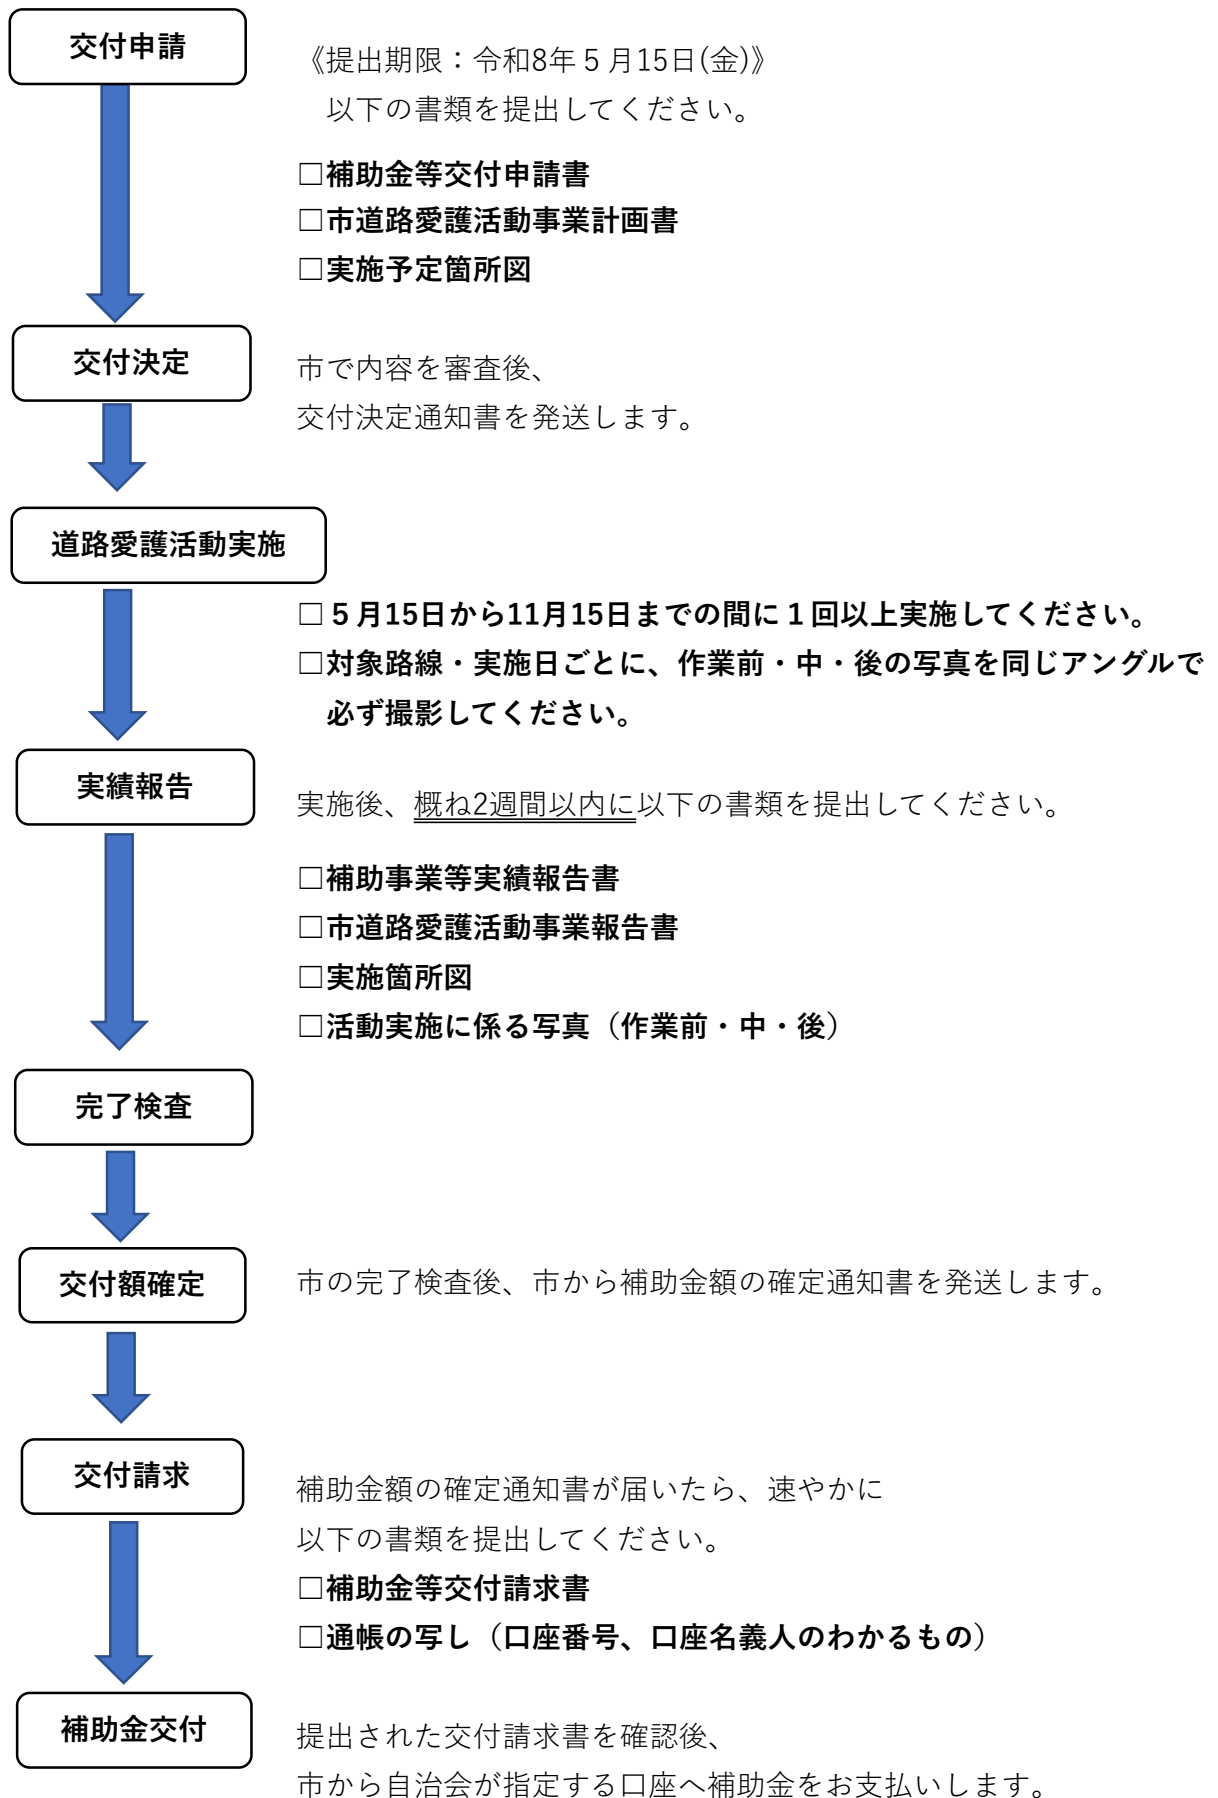 交付申請
《提出期限：令和8年５月15日(金)》
以下の書類を提出してください。
□補助金等交付申請書
□市道路愛護活動事業計画書
□実施予定箇所図
交付決定
市で内容を審査後、
交付決定通知書を発送します。
道路愛護活動実施
□５月15日から11月15日までの間に１回以上実施してください。
□対象路線・実施日ごとに、作業前・中・後の写真を同じアングルで
必ず撮影してください。
実績報告
実施後、概ね2週間以内に以下の書類を提出してください。
□補助事業等実績報告書
□市道路愛護活動事業報告書
□実施箇所図
□活動実施に係る写真（作業前・中・後）
完了検査
交付額確定
市の完了検査後、市から補助金額の確定通知書を発送します。
交付請求
補助金額の確定通知書が届いたら、速やかに
以下の書類を提出してください。
□補助金等交付請求書
□通帳の写し（口座番号、口座名義人のわかるもの）
補助金交付
提出された交付請求書を確認後、
市から自治会が指定する口座へ補助金をお支払いします。